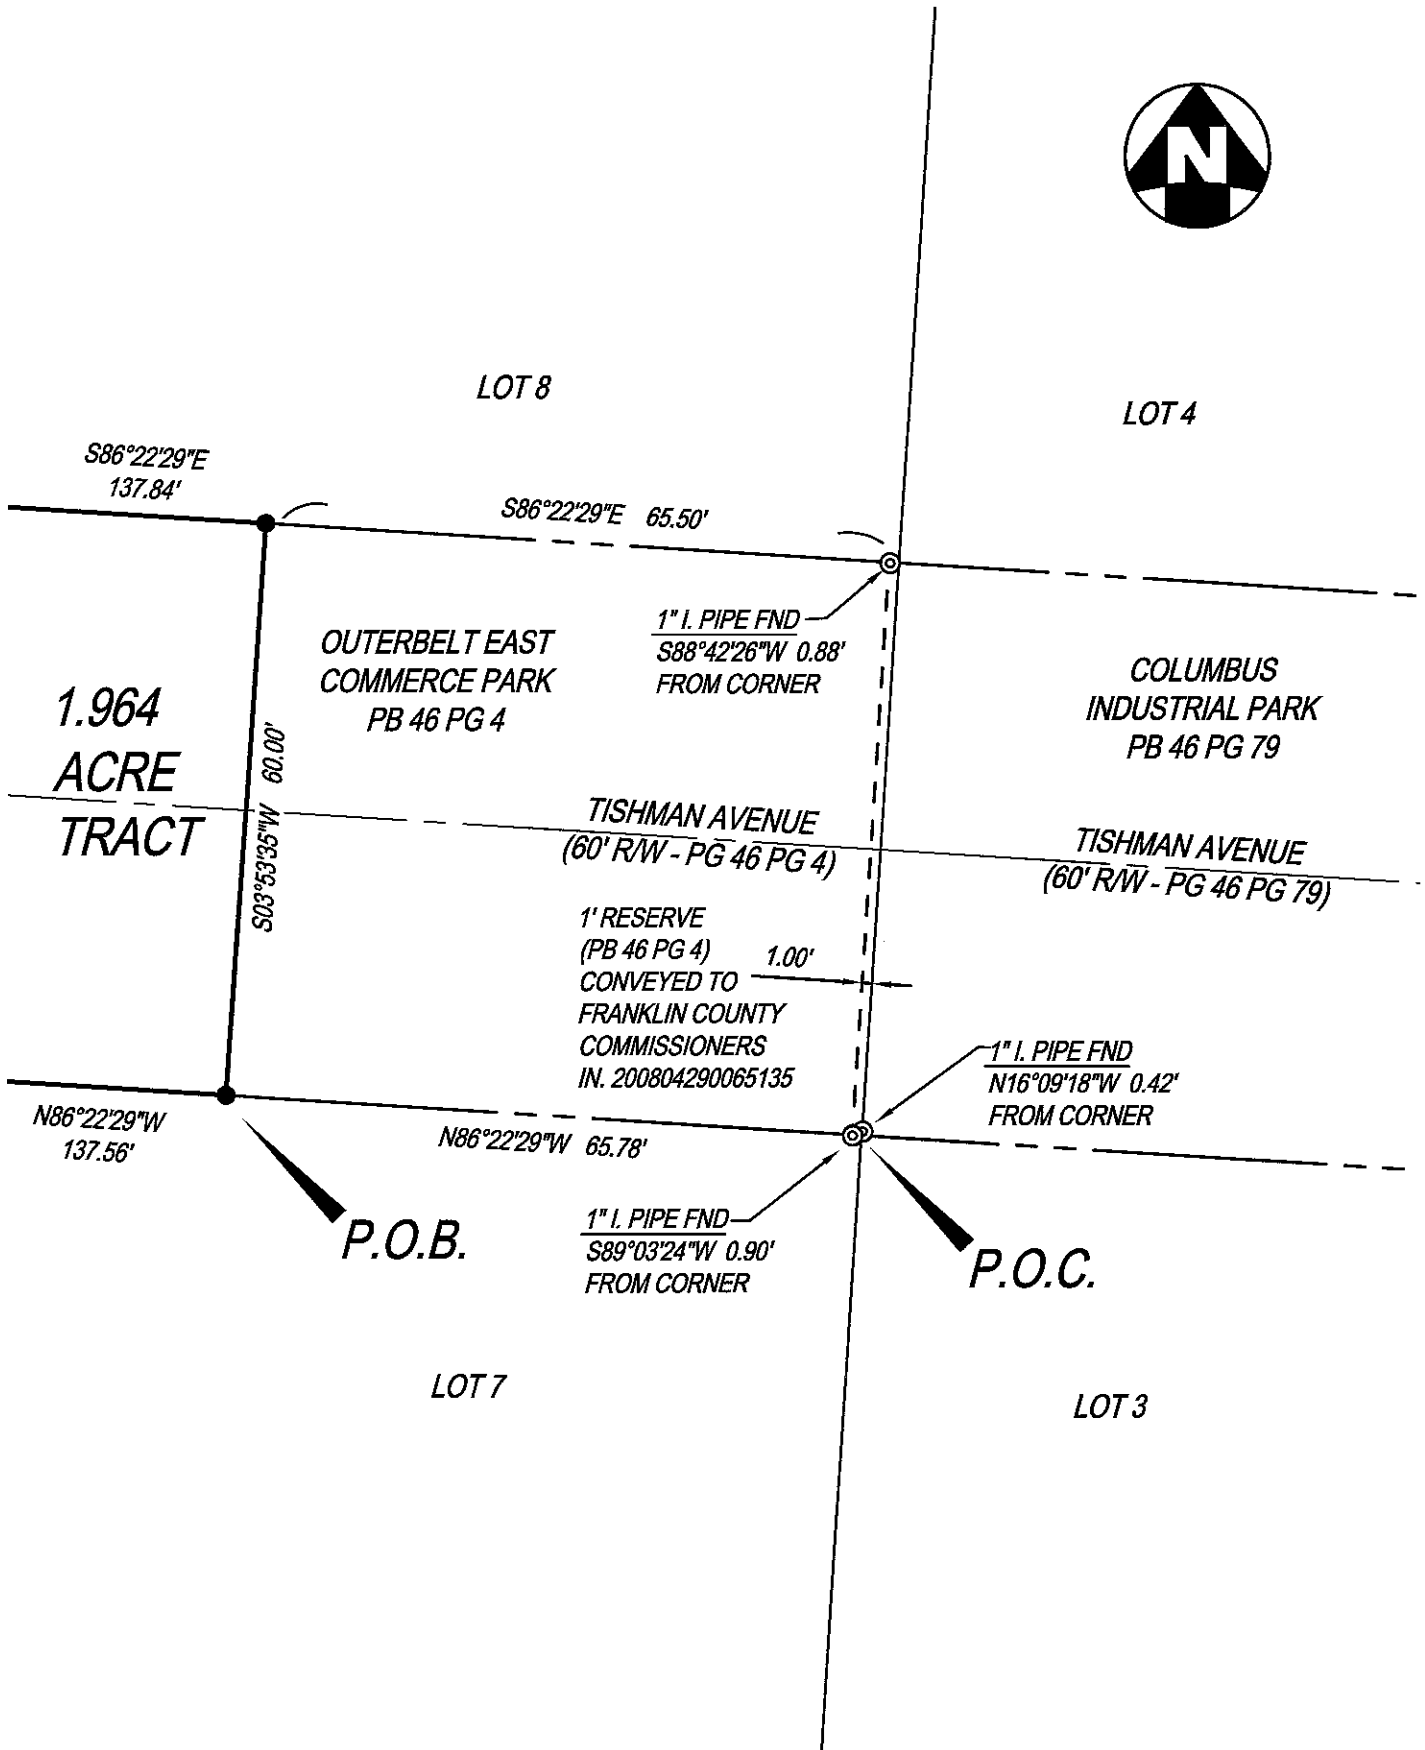 N
LOT 8
LOT 4
S86°22'29"E
137.84'
S86°22'29"E 65.50'
1" I. PIPE FND
S88°42'26"W 0.88'
FROM CORNER
OUTERBELT EAST
COMMERCE PARK
PB 46 PG 4
COLUMBUS
INDUSTRIAL PARK
PB 46 PG 79
1.964
ACRE
TRACT
S03°53'35"W 60.00'
TISHMAN AVENUE
(60' R/W - PG 46 PG 4)
TISHMAN AVENUE
(60' R/W - PG 46 PG 79)
1' RESERVE
(PB 46 PG 4)
CONVEYED TO
FRANKLIN COUNTY
COMMISSIONERS
IN. 200804290065135
1.00'
1" I. PIPE FND
N16°09'18"W 0.42'
FROM CORNER
N86°22'29"W
137.56'
N86°22'29"W 65.78'
P.O.B.
1" I. PIPE FND
S89°03'24"W 0.90'
FROM CORNER
P.O.C.
LOT 7
LOT 3